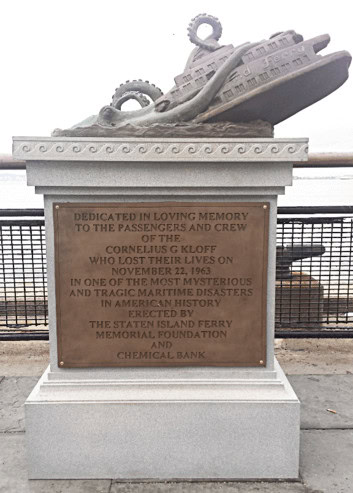 DEDICATED IN LOVING MEMORY
TO THE PASSENGERS AND CREW
OF THE
CORNELIUS G KLOFF
WHO LOST THEIR LIVES ON
NOVEMBER 22, 1963
IN ONE OF THE MOST MYSTERIOUS
AND TRAGIC MARITIME DISASTERS
IN AMERICAN HISTORY
ERECTED BY
THE STATEN ISLAND FERRY
MEMORIAL FOUNDATION
AND
CHEMICAL BANK